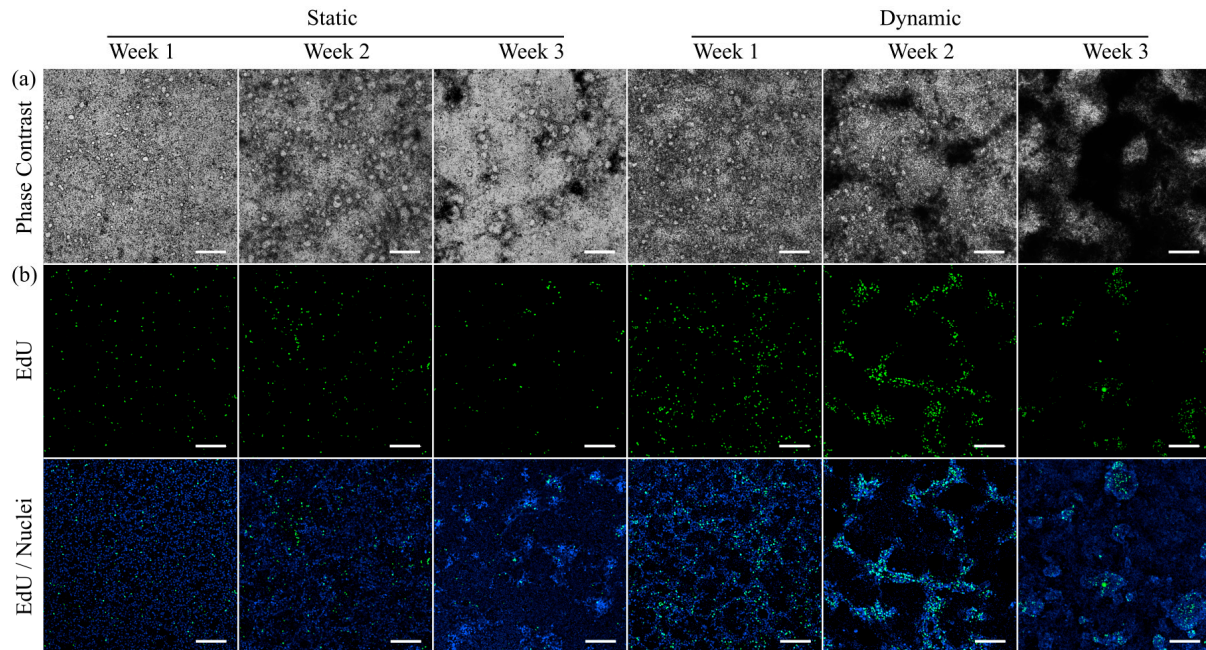 Static Dynamic
Week 1 Week 2 Week 3 Week 1 Week 2 Week 3
(a)
Phase Contrast
(b)
EdU
EdU / Nuclei